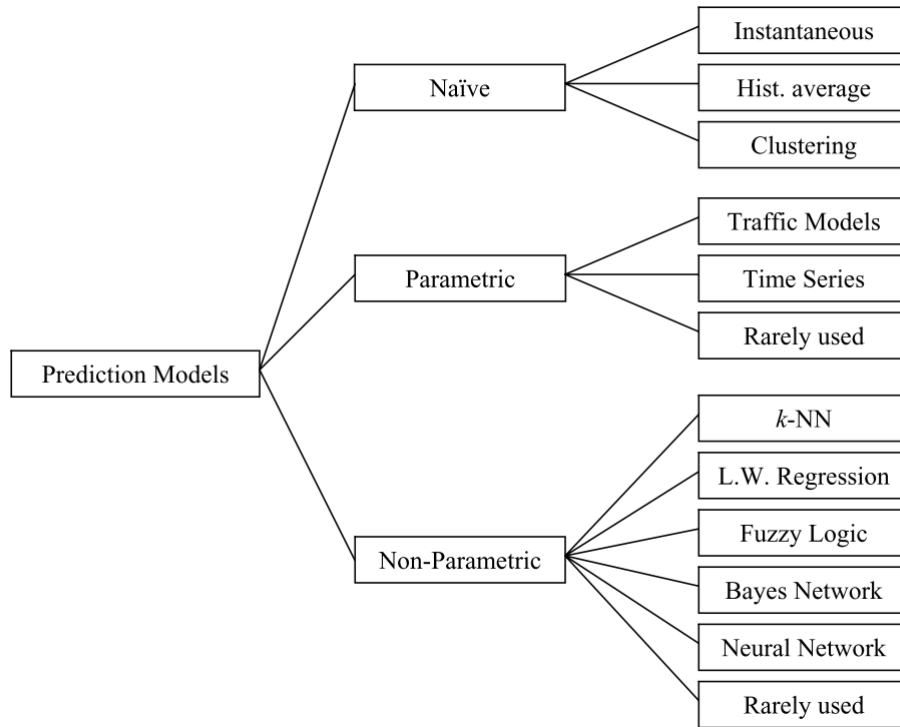 Prediction Models
Naïve
Instantaneous
Hist. average
Clustering
Parametric
Traffic Models
Time Series
Rarely used
Non-Parametric
k-NN
L.W. Regression
Fuzzy Logic
Bayes Network
Neural Network
Rarely used